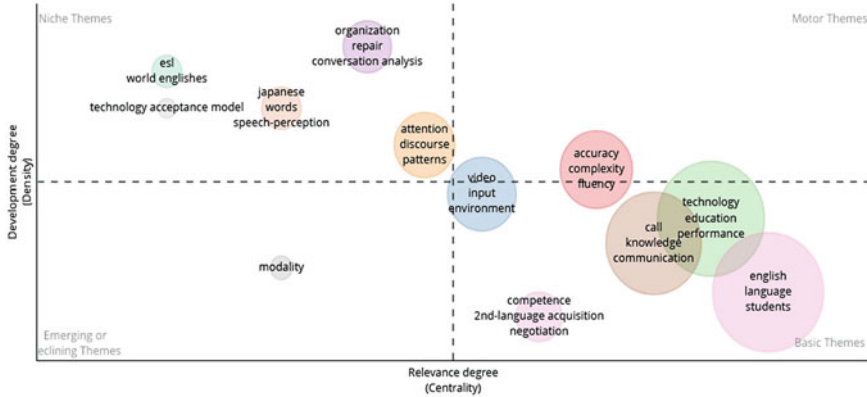 Niche Themes
Motor Themes
organization
repair
conversation analysis
esl
world englishes
technology acceptance model
japanese
words
speech-perception
attention
discourse
patterns
accuracy
complexity
fluency
video
input
environment
technology
education
performance
call
knowledge
communication
modality
english
language
students
competence
2nd-language acquisition
negotiation
Emerging or
eclining Themes
Basic Themes
Development degree
(Density)
Relevance degree
(Centrality)